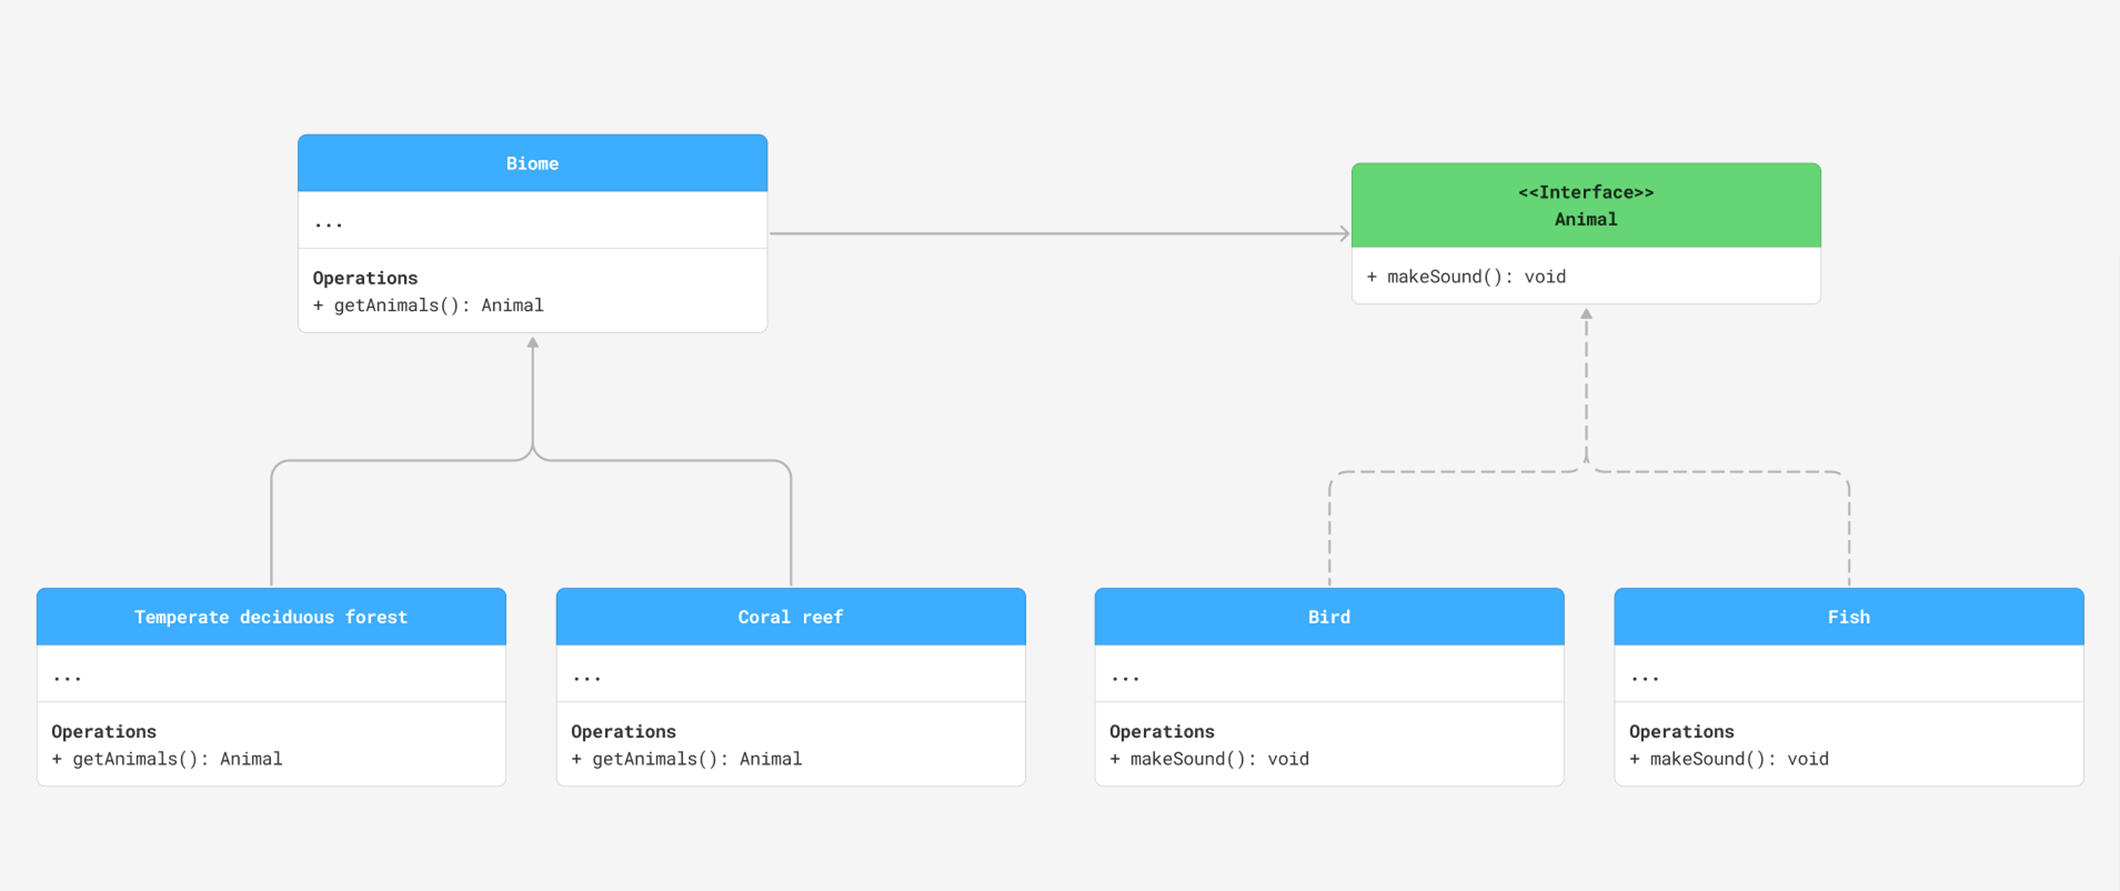 Biome
...
Operations
+ getAnimals(): Animal
<<Interface>>
Animal
+ makeSound(): void
Temperate deciduous forest
...
Operations
+ getAnimals(): Animal
Coral reef
...
Operations
+ getAnimals(): Animal
Bird
...
Operations
+ makeSound(): void
Fish
...
Operations
+ makeSound(): void